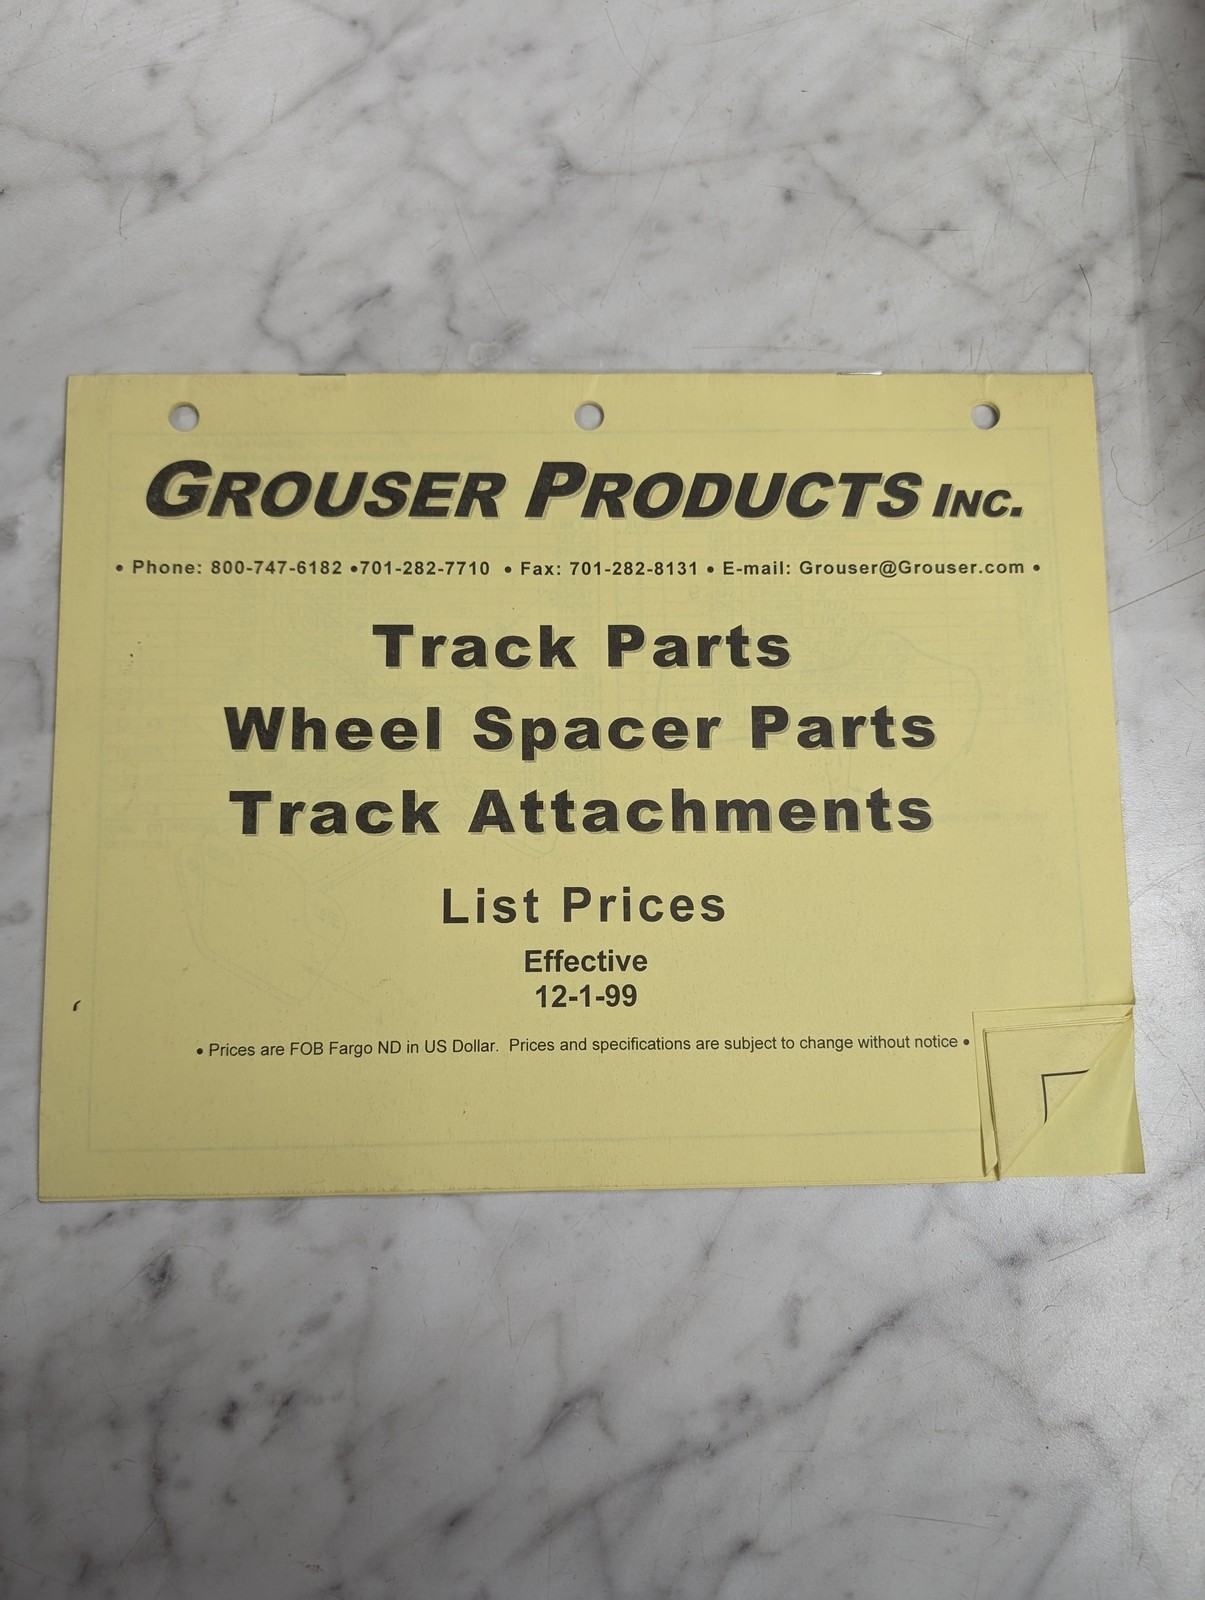 GROUSER PRODUCTS INC.
• Phone: 800-747-6182 •701-282-7710 • Fax: 701-282-8131 • E-mail: Grouser@Grouser.com •
Track Parts
Wheel Spacer Parts
Track Attachments
List Prices
Effective
12-1-99
• Prices are FOB Fargo ND in US Dollar. Prices and specifications are subject to change without notice •